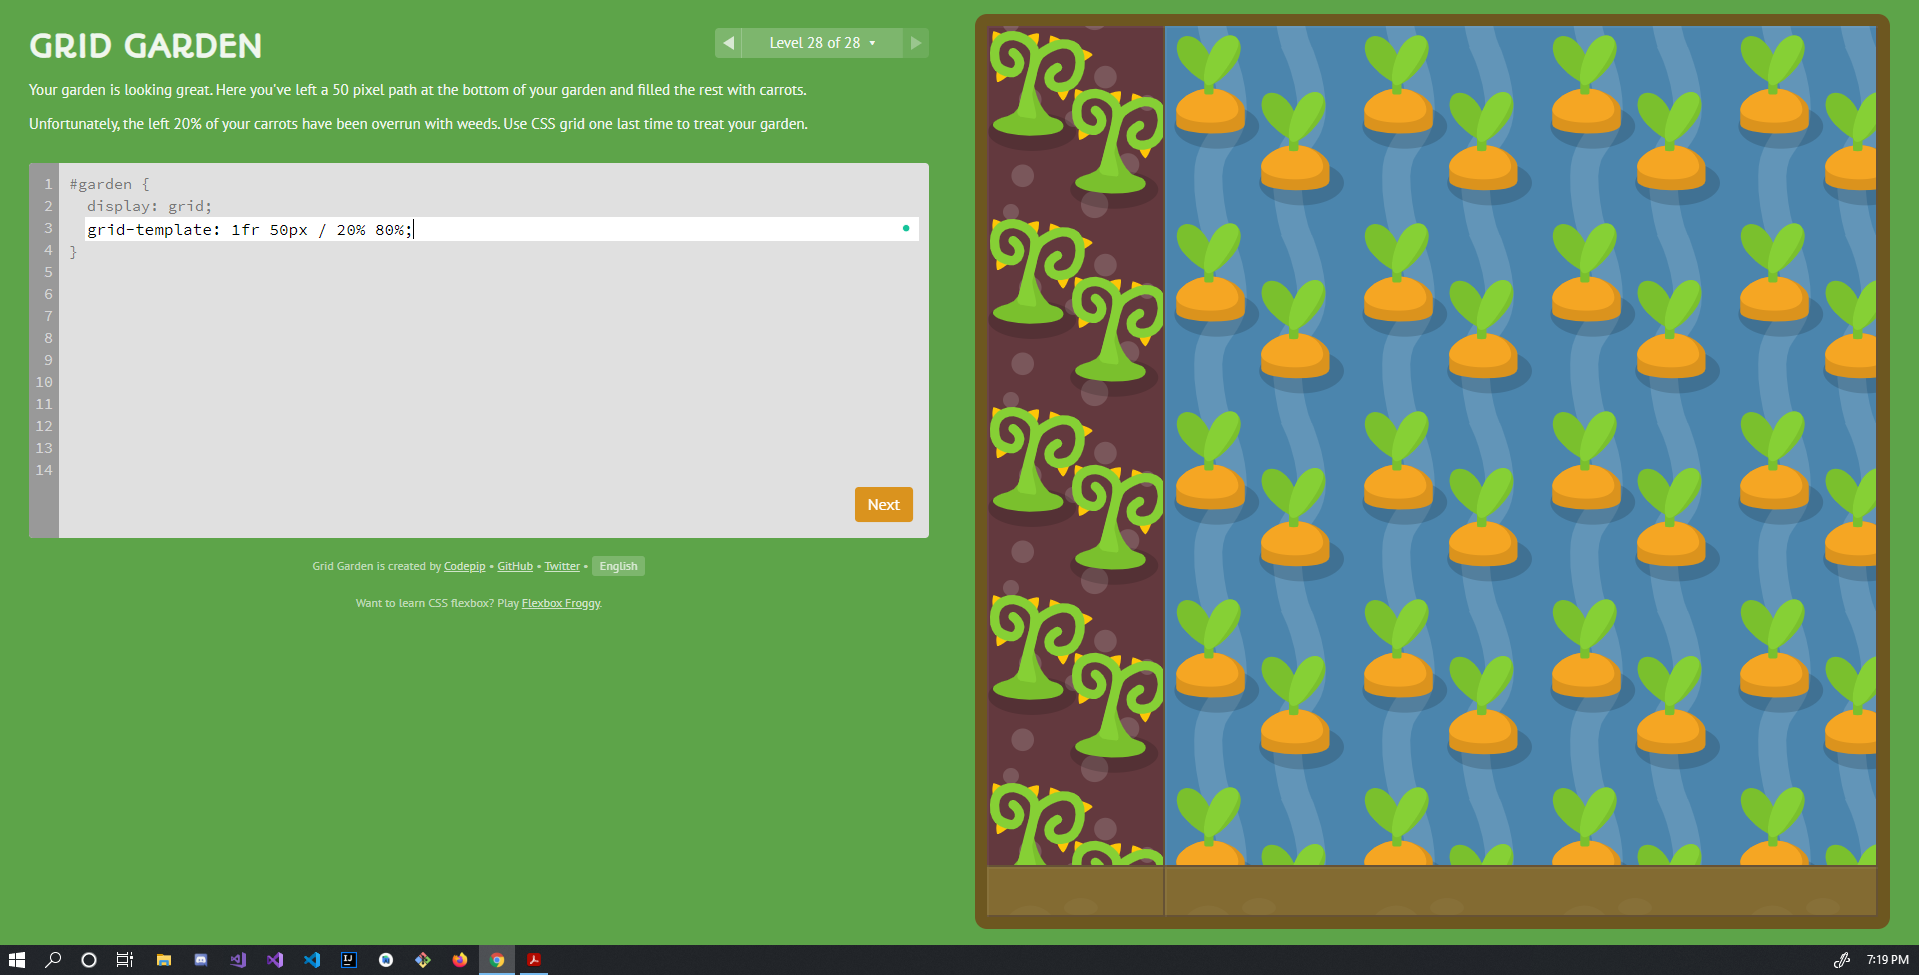 GRID GARDEN
◀ Level 28 of 28 ▾ ▶
Your garden is looking great. Here you've left a 50 pixel path at the bottom of your garden and filled the rest with carrots.
Unfortunately, the left 20% of your carrots have been overrun with weeds. Use CSS grid one last time to treat your garden.
1 #garden {
2 display: grid;
3 grid-template: 1fr 50px / 20% 80%;
4 }
5
6
7
8
9
10
11
12
13
14
Next
Grid Garden is created by Codepip • GitHub • Twitter • English
Want to learn CSS flexbox? Play Flexbox Froggy.
IJ
7:19 PM